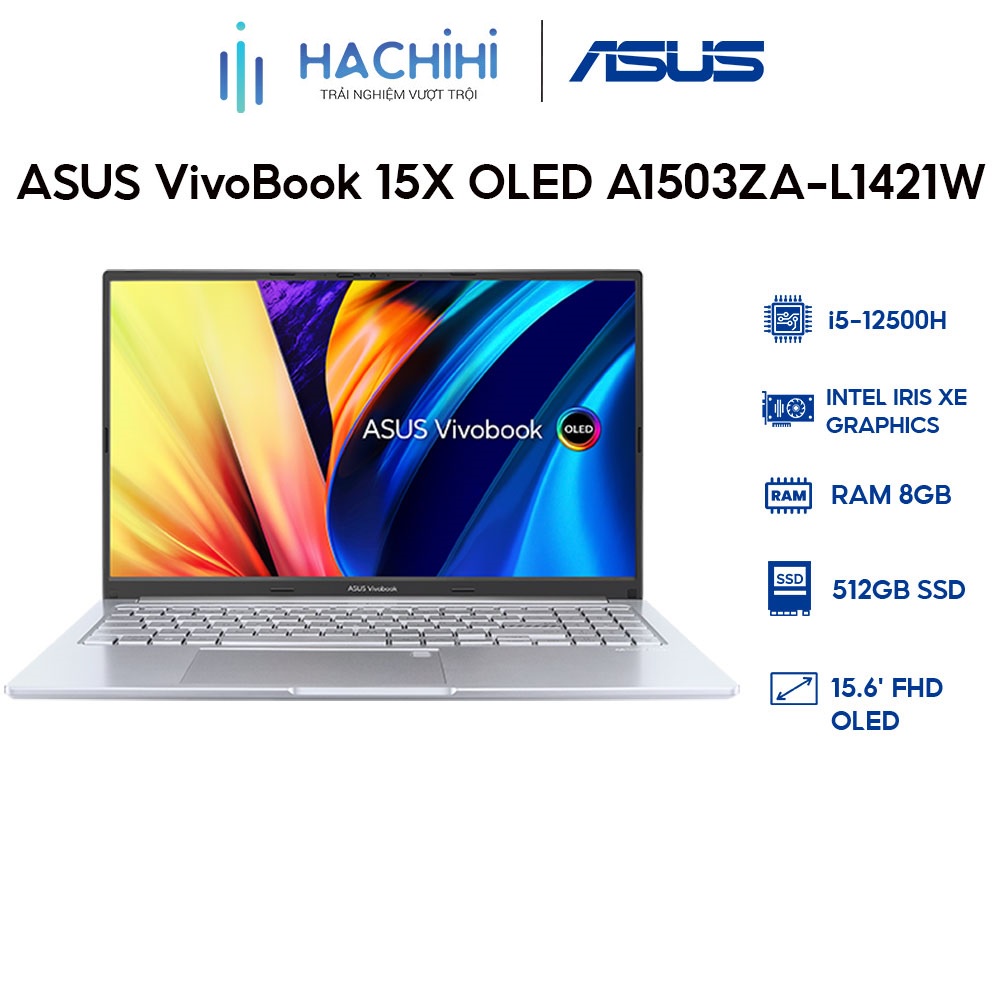 HACHiHi
TRẢI NGHIỆM VƯỢT TRỘI
ASUS
ASUS VivoBook 15X OLED A1503ZA-L1421W
ASUS Vivobook
OLED
ASUS Vivobook
i5-12500H
INTEL IRIS XE
GRAPHICS
RAM
RAM 8GB
SSD
512GB SSD
15.6' FHD
OLED